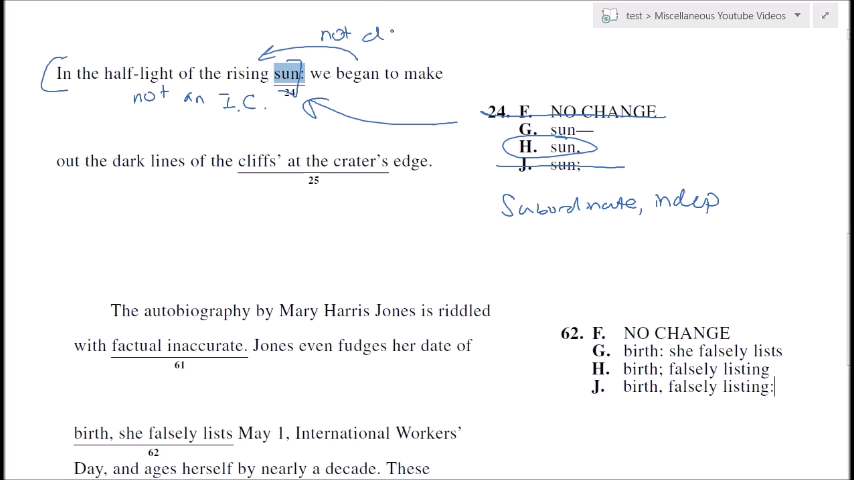 test > Miscellaneous Youtube Videos
not d
In the half-light of the rising sun: we began to make
24
not an I.C.
24. F. NO CHANGE
G. sun—
H. sun,
J. sun;
out the dark lines of the cliffs' at the crater's edge.
25
Subordinate, indep
The autobiography by Mary Harris Jones is riddled
with factual inaccurate. Jones even fudges her date of
61
62. F. NO CHANGE
G. birth: she falsely lists
H. birth; falsely listing
J. birth, falsely listing:
birth, she falsely lists May 1, International Workers'
62
Day, and ages herself by nearly a decade. These